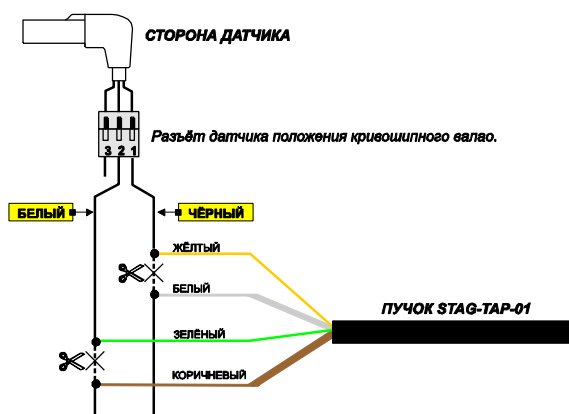 СТОРОНА ДАТЧИКА
3 2 1
Разъёт датчика положения кривошипного валао.
БЕЛЫЙ
ЧЁРНЫЙ
ЖЁЛТЫЙ
БЕЛЫЙ
ПУЧОК STAG-TAP-01
ЗЕЛЁНЫЙ
КОРИЧНЕВЫЙ